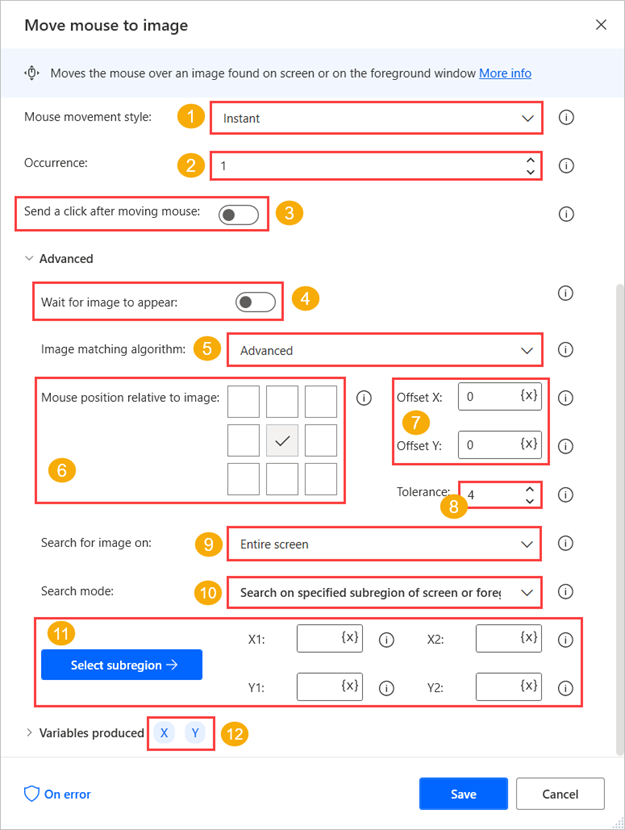 Move mouse to image
Moves the mouse over an image found on screen or on the foreground window More info
Mouse movement style: 1 Instant
Occurrence: 2 1
Send a click after moving mouse: 3
Advanced
Wait for image to appear: 4
Image matching algorithm: 5 Advanced
Mouse position relative to image: Offset X: 0 {x}
7
Offset Y: 0 {x}
6
Tolerance: 4
8
Search for image on: 9 Entire screen
Search mode: 10 Search on specified subregion of screen or foreg
11 X1: {x} X2: {x}
Select subregion →
Y1: {x} Y2: {x}
Variables produced X Y 12
On error Save Cancel